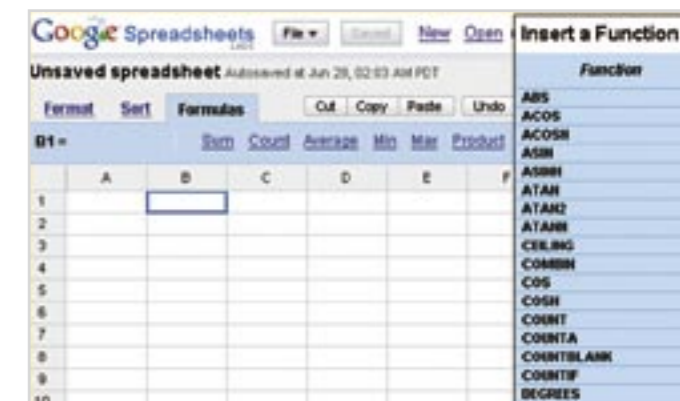 Google Spreadsheets LABS File New Open
Unsaved spreadsheet Autosaved at Jun 28, 02:03 AM PDT
Format Sort Formulas Cut Copy Paste Undo
B1 = Sum Count Average Min Max Product
A B C D E F
1
2
3
4
5
6
7
8
9
10
Insert a Function
Function
ABS
ACOS
ACOSH
ASIN
ASINH
ATAN
ATAN2
ATANH
CEILING
COMBIN
COS
COSH
COUNT
COUNTA
COUNTBLANK
COUNTIF
DEGREES